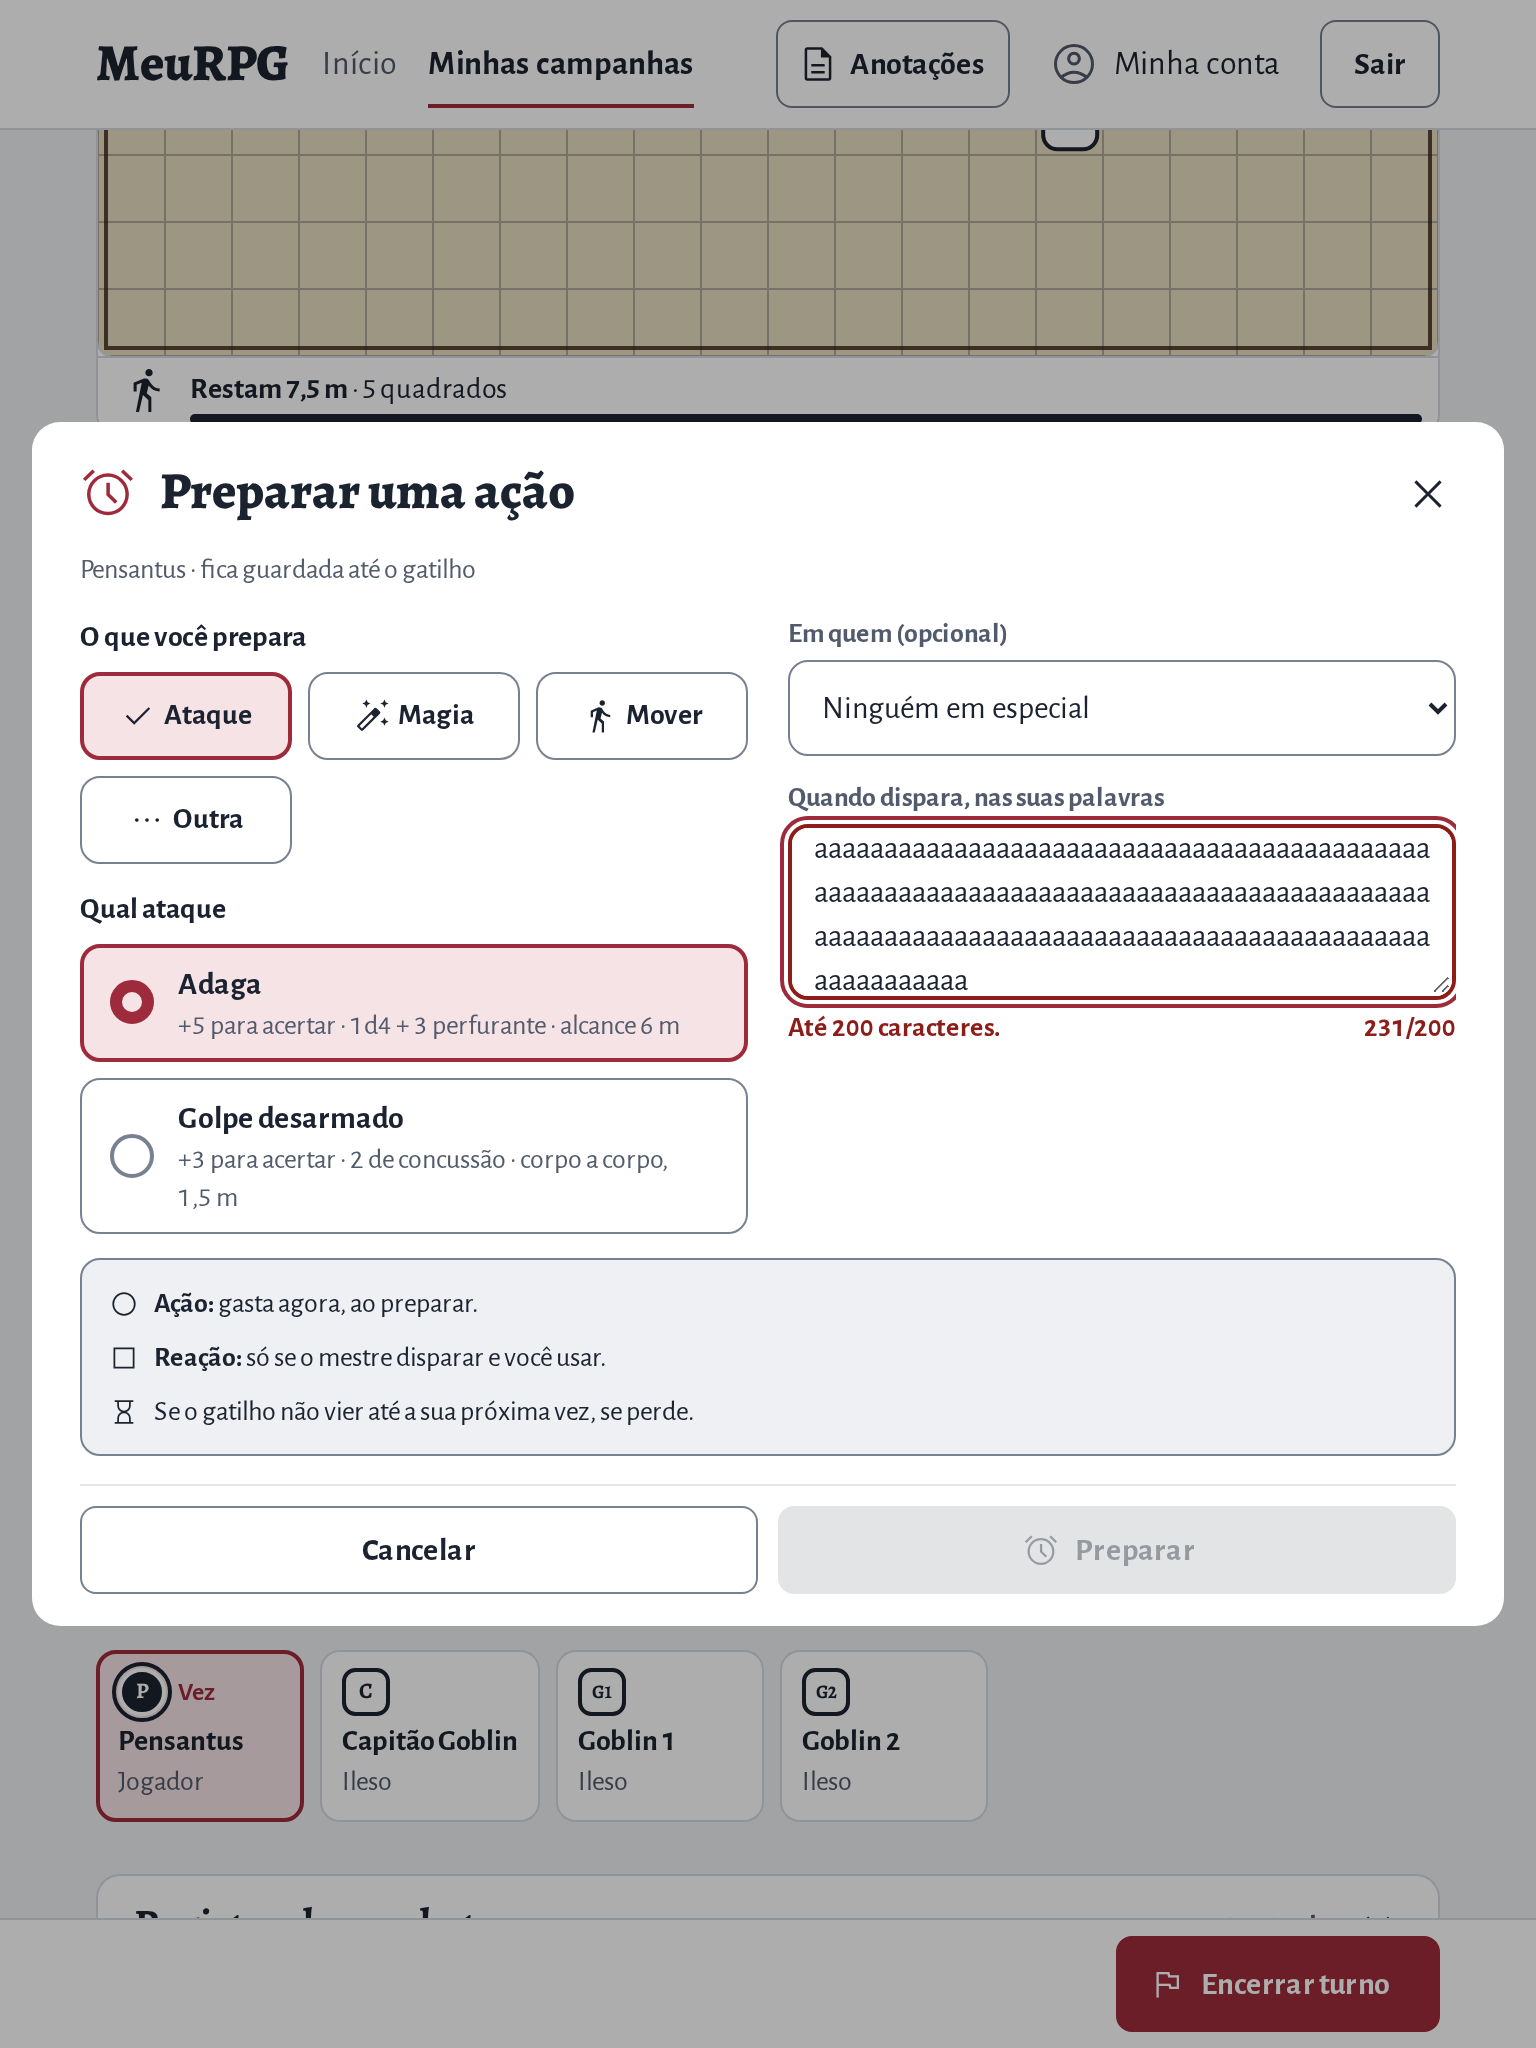 MeuRPG Início Minhas campanhas Anotações Minha conta Sair
Restam 7,5 m · 5 quadrados
Preparar uma ação
Pensantus · fica guardada até o gatilho
O que você prepara
Ataque Magia Mover
Outra
Qual ataque
Adaga
+5 para acertar · 1d4 + 3 perfurante · alcance 6 m
Golpe desarmado
+3 para acertar · 2 de concussão · corpo a corpo,
1,5 m
Em quem (opcional)
Ninguém em especial
Quando dispara, nas suas palavras
aaaaaaaaaaaaaaaaaaaaaaaaaaaaaaaaaaaaaaaaaaaa
aaaaaaaaaaaaaaaaaaaaaaaaaaaaaaaaaaaaaaaaaaaa
aaaaaaaaaaaaaaaaaaaaaaaaaaaaaaaaaaaaaaaaaaaa
aaaaaaaaaaa
Até 200 caracteres. 231/200
Ação: gasta agora, ao preparar.
Reação: só se o mestre disparar e você usar.
Se o gatilho não vier até a sua próxima vez, se perde.
Cancelar Preparar
P Vez
Pensantus
Jogador
C
Capitão Goblin
Ileso
G1
Goblin 1
Ileso
G2
Goblin 2
Ileso
Encerrar turno